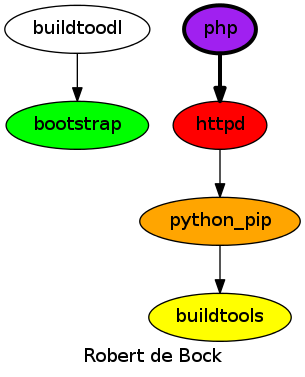 buildtoodl
php
bootstrap
httpd
python_pip
buildtools
Robert de Bock